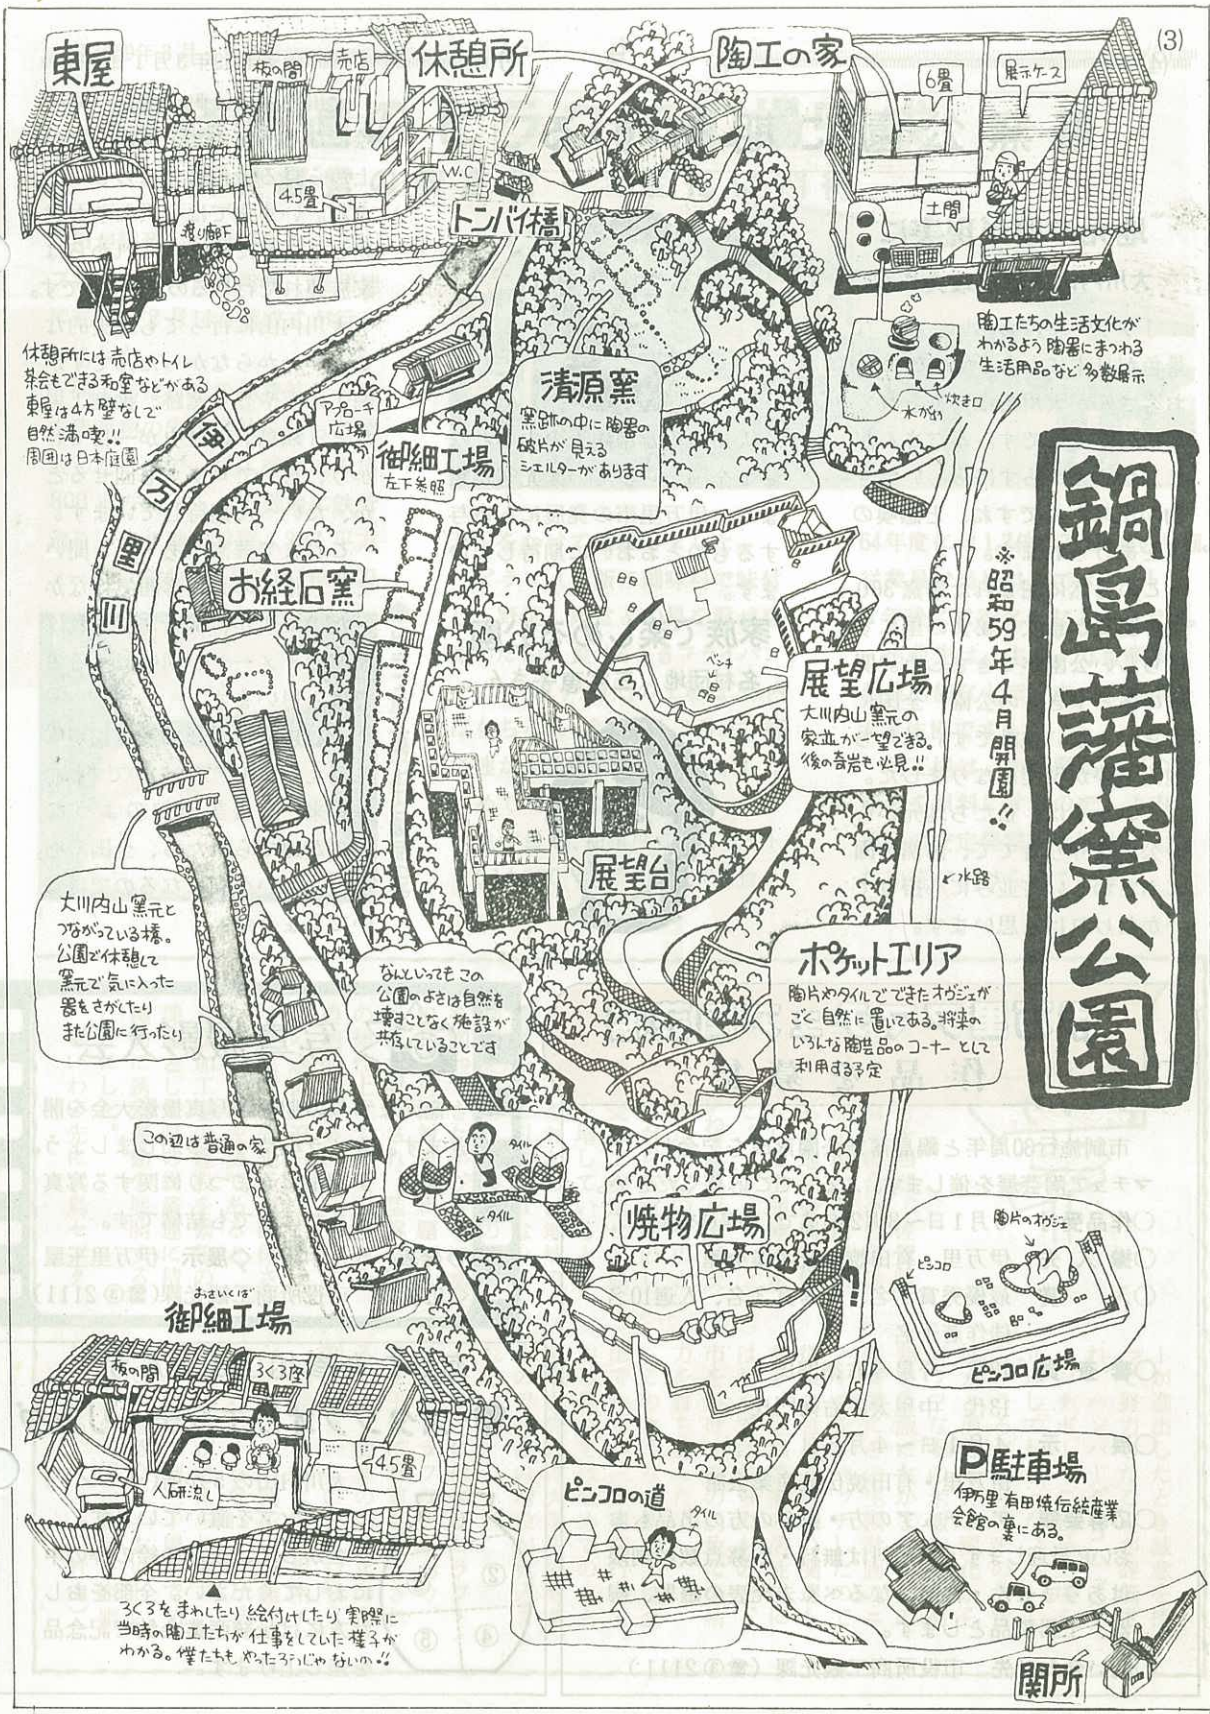 (3)
東屋
板の間
売店
休憩所
陶工の家
6畳
展示ケース
W.C
4.5畳
渡り廊下
トンバイ橋
土間
休憩所には売店やトイレ
茶会もできる和室などがある
東屋は4方壁なしで
自然満喫!!
周囲は日本庭園
陶工たちの生活文化が
わかるよう陶器にまつわる
生活用品など多数展示
炊き口
水がめ
アプローチ
広場
御細工場
左下参照
清原窯
窯跡の中に陶器の
破片が見える
シェルターがあります
伊
万
里
川
お経石窯
鍋島藩窯公園
※昭和59年4月開園!!
ベンチ
展望広場
大川内山窯元の
家並が一望できる。
後の奇岩も必見!!
展望台
水路
大川内山窯元と
つながっている橋。
公園で休憩して
窯元で気に入った
器をさがしたり
また公園に行ったり
なんといってもこの
公園のよさは自然を
壊すことなく施設が
共存していることです
ポケットエリア
陶片やタイルでできたオヴジェが
ごく自然に置いてある。将来の
いろんな陶芸品のコーナーとして
利用する予定
この辺は普通の家
タイル
タイル
焼物広場
陶片のオヴジェ
ピンコロ
ピンコロ広場
おさいくば
御細工場
板の間
ろくろ座
4.5畳
人研流し
ろくろをまわしたり絵付けしたり実際に
当時の陶工たちが仕事をしていた様子が
わかる。僕たちもやったろうじゃないの!!
ピンコロの道
タイル
P駐車場
伊万里 有田焼伝統産業
会館の裏にある。
関所